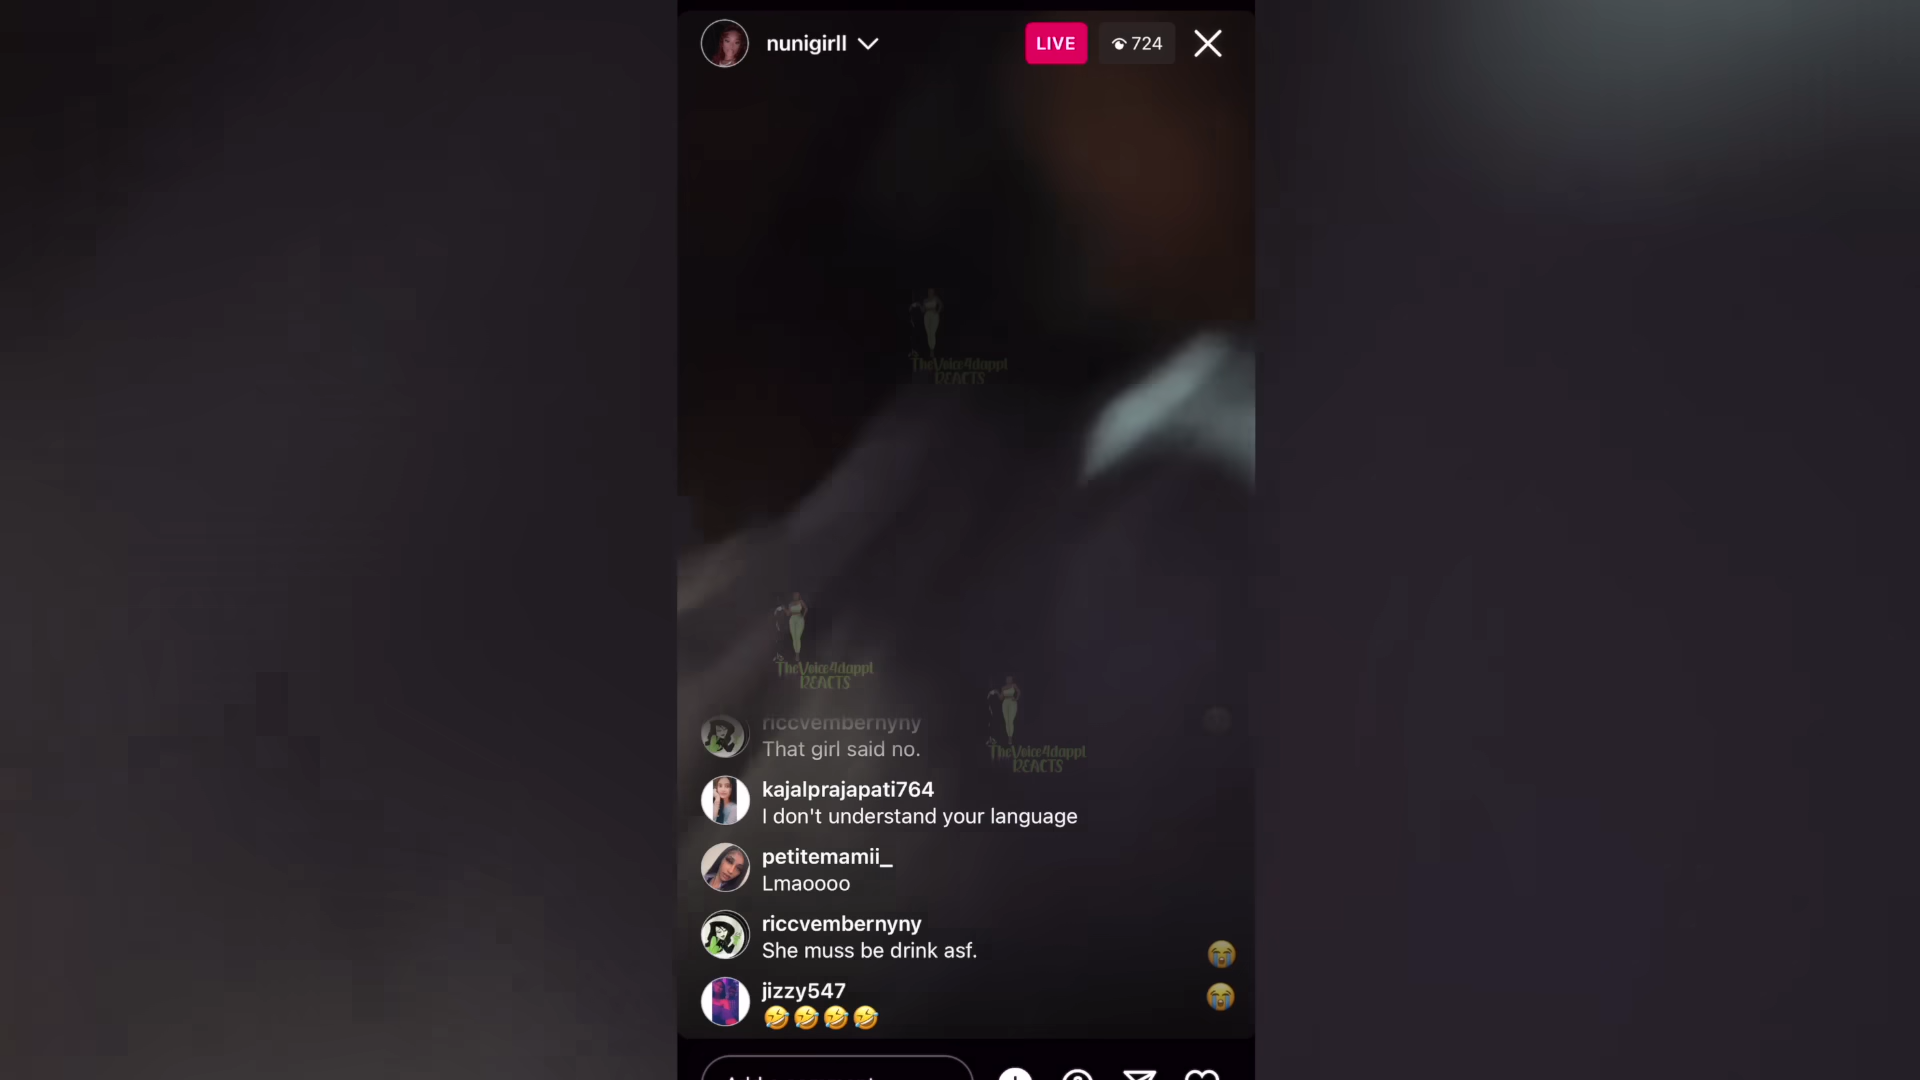 nunigirll
LIVE
724
TheVoice4dappl
REACTS
TheVoice4dappl
REACTS
TheVoice4dappl
REACTS
riccvembernyny
That girl said no.
kajalprajapati764
I don't understand your language
petitemamii_
Lmaoooo
riccvembernyny
She muss be drink asf.
jizzy547
🤣🤣🤣🤣